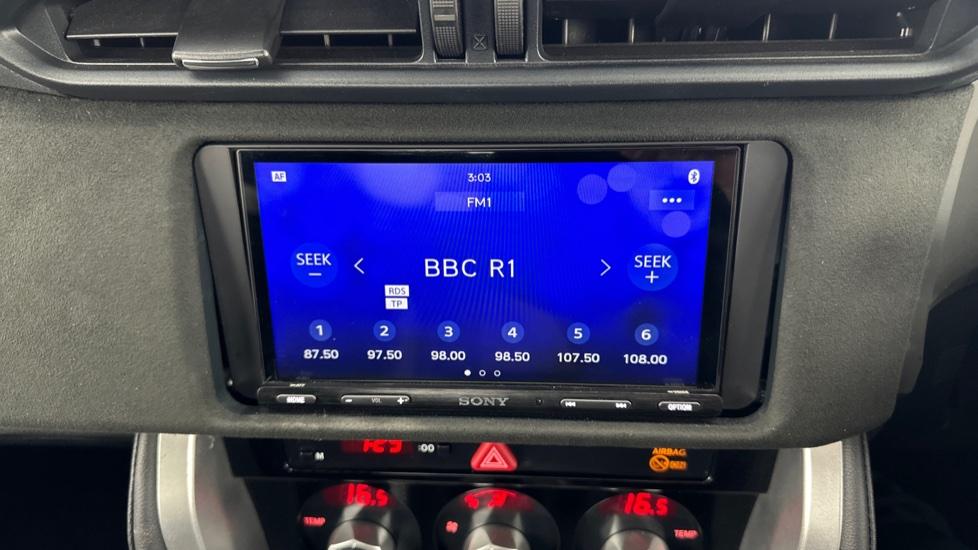 AF
3:03
FM1
•••
SEEK
−
BBC R1
SEEK
+
RDS
TP
1 2 3 4 5 6
87.50 97.50 98.00 98.50 107.50 108.00
HOME − VOL + SONY OPTION
M :00
AIRBAG
16.5 16.5
TEMP TEMP